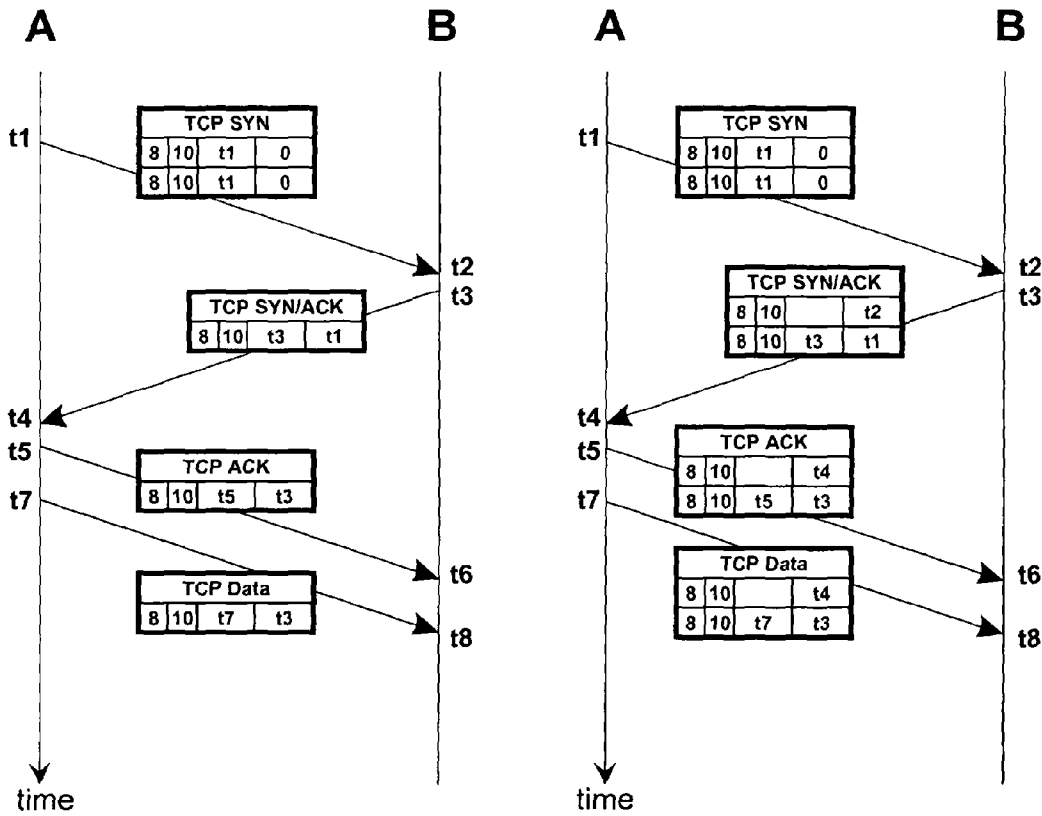 A B
t1
TCP SYN
8 10 t1 0
8 10 t1 0
t2
t3
TCP SYN/ACK
8 10 t3 t1
t4
t5
TCP ACK
8 10 t5 t3
t7
t6
TCP Data
8 10 t7 t3
t8
time
A B
t1
TCP SYN
8 10 t1 0
8 10 t1 0
t2
t3
TCP SYN/ACK
8 10 t2
8 10 t3 t1
t4
t5
TCP ACK
8 10 t4
8 10 t5 t3
t7
t6
TCP Data
8 10 t4
8 10 t7 t3
t8
time